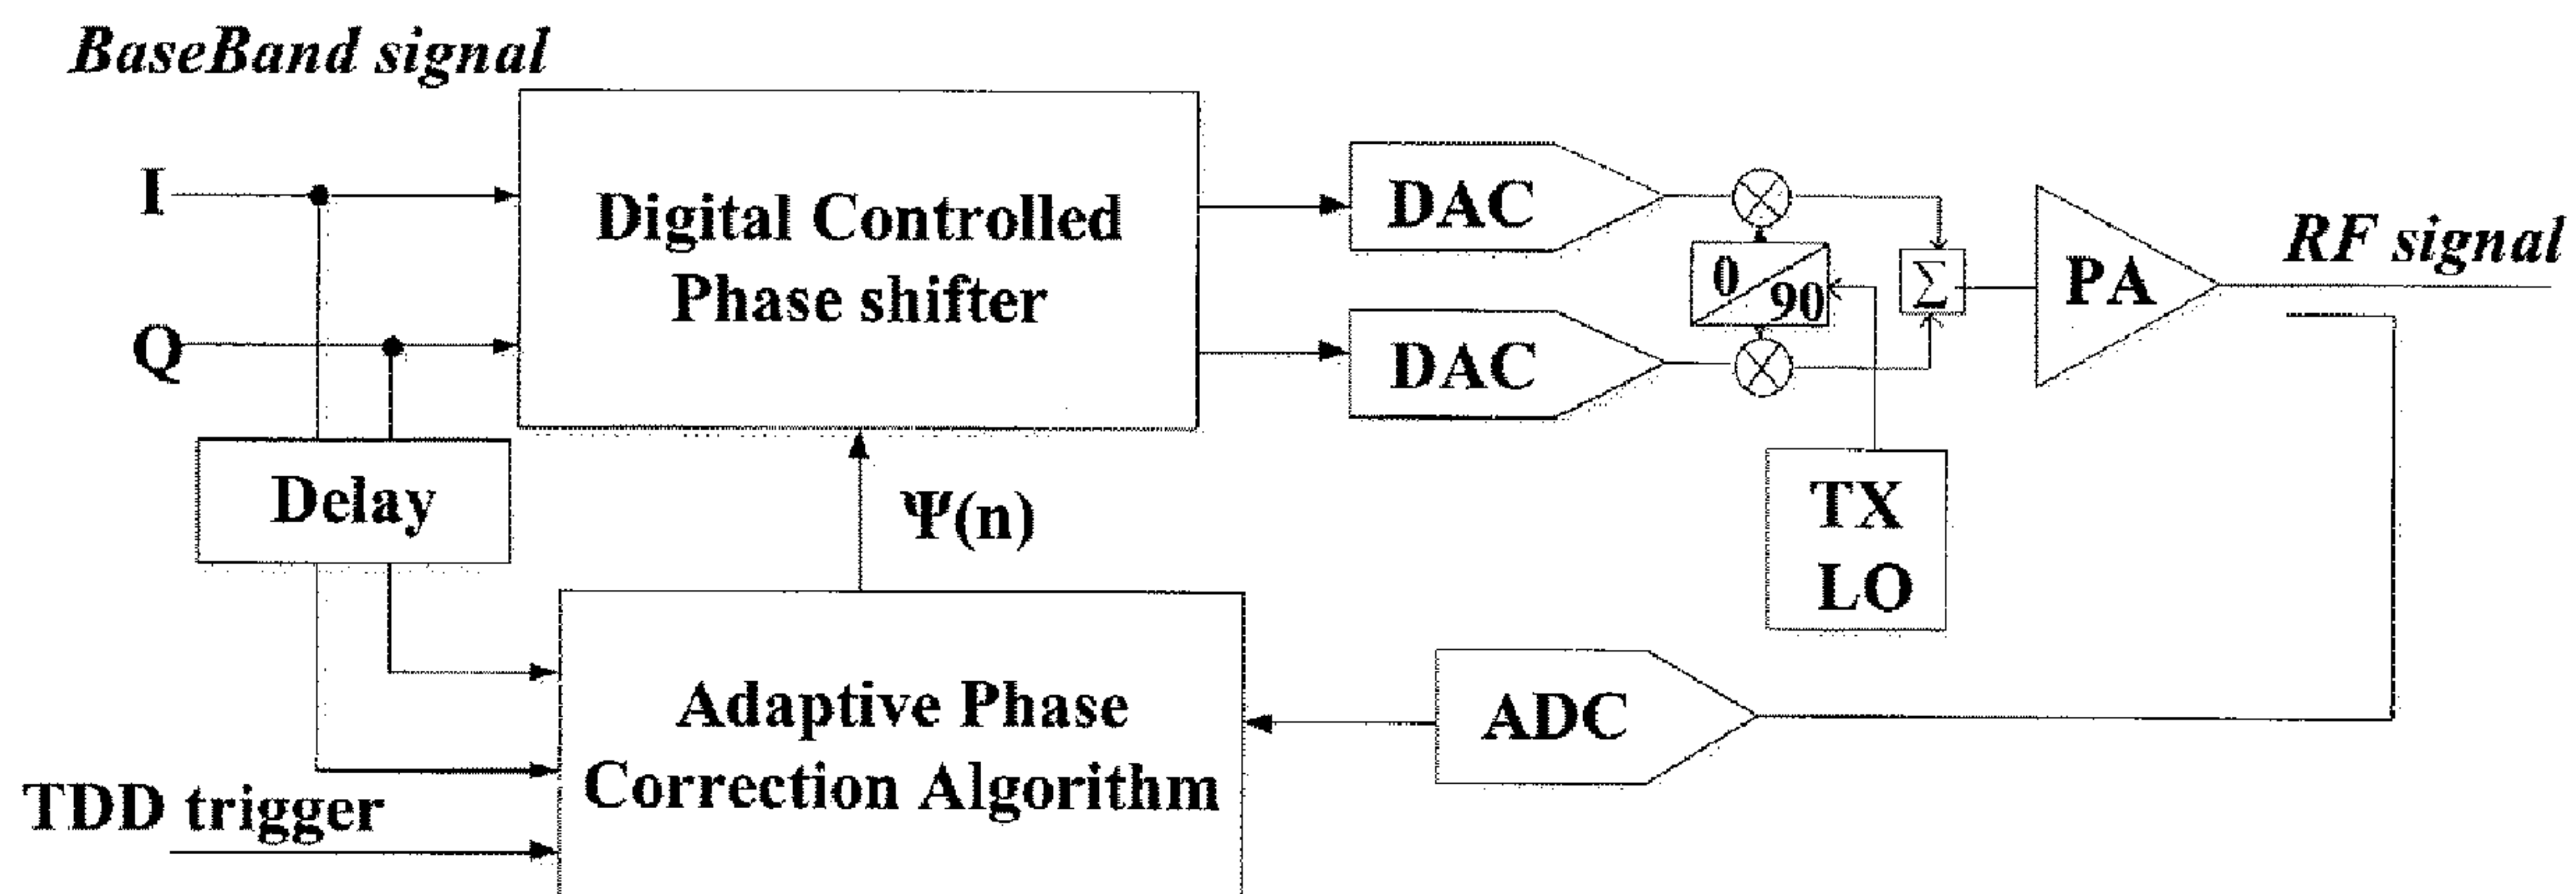 BaseBand signal
I
Q
Digital Controlled
Phase shifter
DAC
DAC
0
90
Σ
PA
RF signal
TX
LO
Delay
Ψ(n)
Adaptive Phase
Correction Algorithm
ADC
TDD trigger